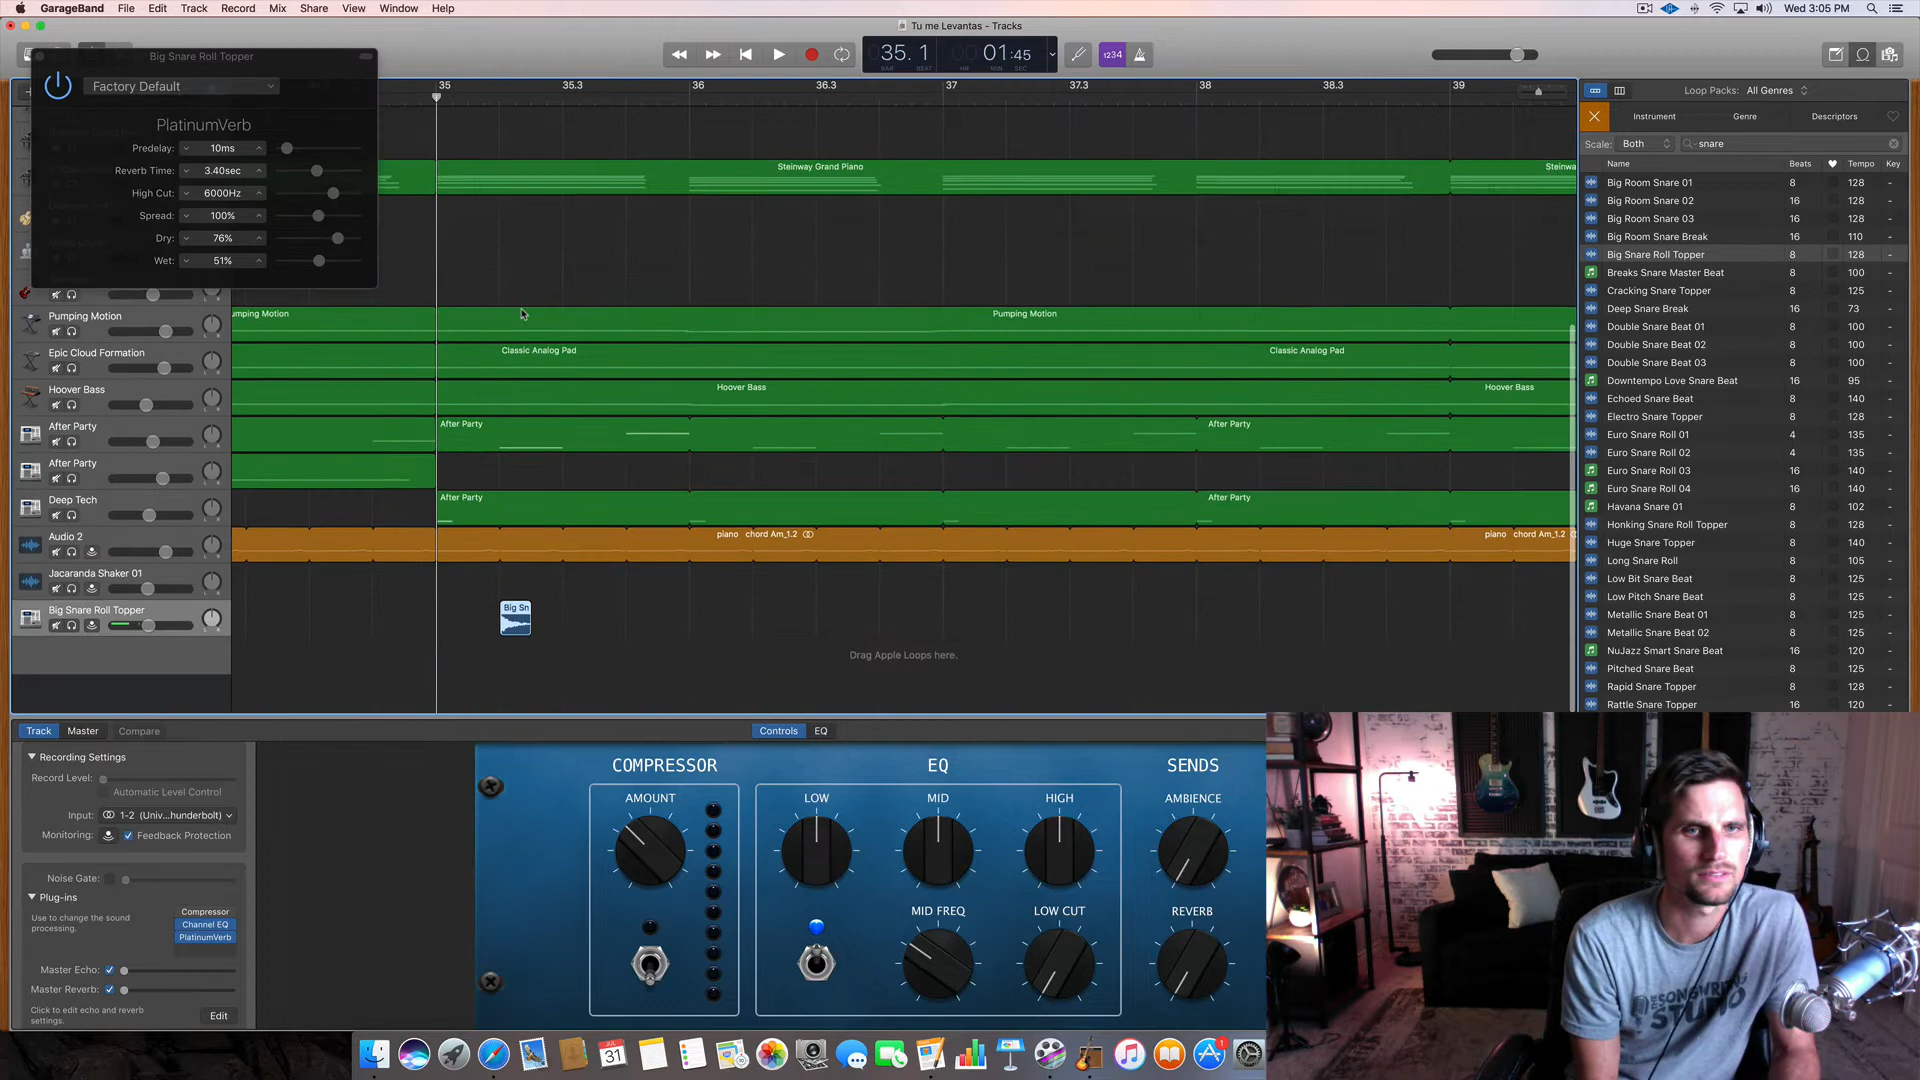 GarageBand File Edit Track Record Mix Share View Window Help
Wed 3:05 PM
Tu me Levantas - Tracks
35. 1
BAR BEAT
01:45
HR MIN SEC
1234
Big Snare Roll Topper
Factory Default
PlatinumVerb
Predelay: 10ms
Reverb Time: 3.40sec
High Cut: 6000Hz
Spread: 100%
Dry: 76%
Wet: 51%
35 35.3 36 36.3 37 37.3 38 38.3 39
Steinway Grand Piano
Steinwa
Pumping Motion
umping Motion
Pumping Motion
Epic Cloud Formation
Classic Analog Pad
Classic Analog Pad
Hoover Bass
Hoover Bass
Hoover Bass
After Party
After Party
After Party
After Party
Deep Tech
After Party
After Party
Audio 2
piano chord Am_1.2
piano chord Am_1.2
Jacaranda Shaker 01
Big Snare Roll Topper
Big Sn
Drag Apple Loops here.
Loop Packs: All Genres
Instrument Genre Descriptors
Scale: Both
snare
Name Beats Tempo Key
Big Room Snare 01 8 128 -
Big Room Snare 02 16 128 -
Big Room Snare 03 16 128 -
Big Room Snare Break 16 110 -
Big Snare Roll Topper 8 128 -
Breaks Snare Master Beat 8 100 -
Cracking Snare Topper 8 125 -
Deep Snare Break 16 73 -
Double Snare Beat 01 8 100 -
Double Snare Beat 02 8 100 -
Double Snare Beat 03 8 100 -
Downtempo Love Snare Beat 16 95 -
Echoed Snare Beat 8 140 -
Electro Snare Topper 8 128 -
Euro Snare Roll 01 4 135 -
Euro Snare Roll 02 4 135 -
Euro Snare Roll 03 16 140 -
Euro Snare Roll 04 16 140 -
Havana Snare 01 8 102 -
Honking Snare Roll Topper 8 128 -
Huge Snare Topper 8 140 -
Long Snare Roll 8 105 -
Low Bit Snare Beat 8 125 -
Low Pitch Snare Beat 8 125 -
Metallic Snare Beat 01 8 125 -
Metallic Snare Beat 02 8 125 -
NuJazz Smart Snare Beat 16 120 -
Pitched Snare Beat 8 125 -
Rapid Snare Topper 8 128 -
Rattle Snare Topper 16 120 -
Track Master Compare
Controls EQ
Recording Settings
Record Level:
Automatic Level Control
Input: 1-2 (Univ...hunderbolt)
Monitoring: Feedback Protection
Noise Gate:
Plug-ins
Use to change the sound
processing.
Compressor
Channel EQ
PlatinumVerb
Master Echo:
Master Reverb:
Click to edit echo and reverb
settings.
Edit
COMPRESSOR
AMOUNT
EQ
LOW MID HIGH
MID FREQ LOW CUT
SENDS
AMBIENCE
REVERB
JUL
31
1
SONGWRITING
STUDIO